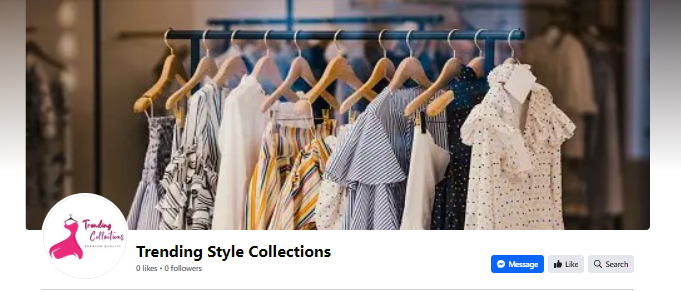 Trending
Collections
PREMIUM QUALITY
Trending Style Collections
0 likes • 0 followers
Message
Like
Search